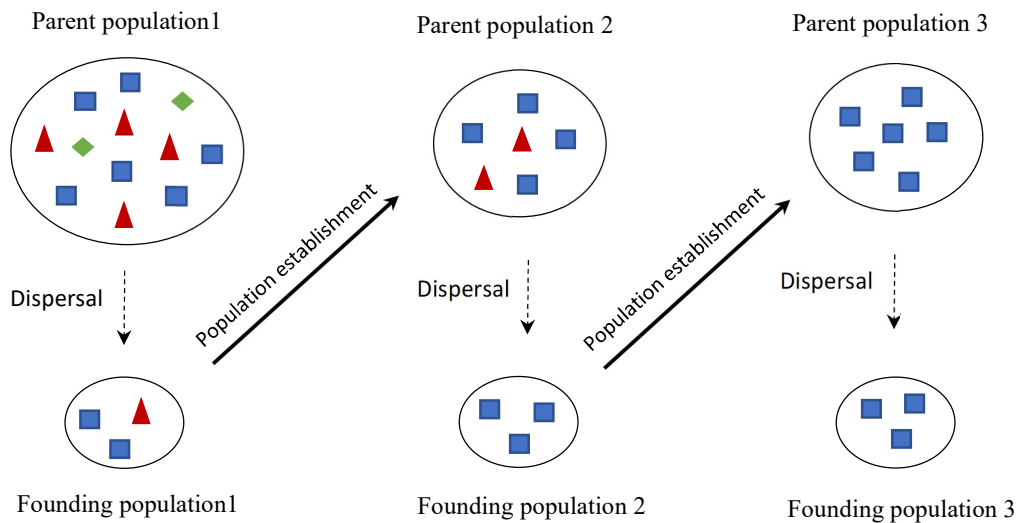 Parent population1
Parent population 2
Parent population 3
Dispersal
Population establishment
Dispersal
Population establishment
Dispersal
Founding population1
Founding population 2
Founding population 3